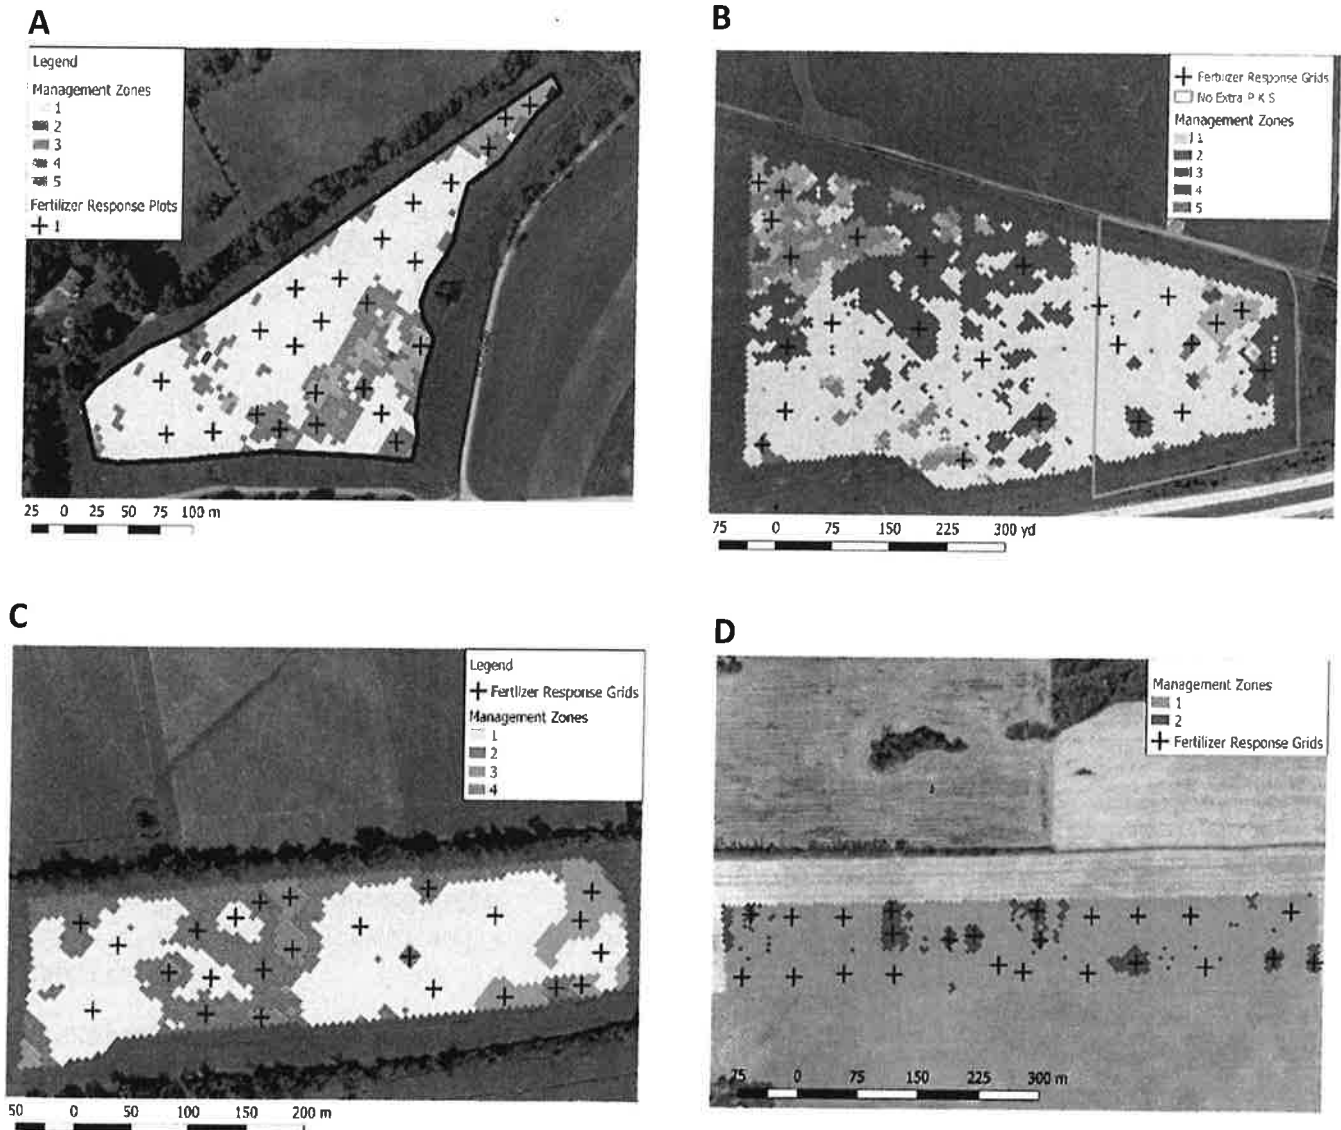 A
Legend
Management Zones
1
2
3
4
5
Fertilizer Response Plots
1
25 0 25 50 75 100 m
B
Fertilizer Response Grids
No Extra P K S
Management Zones
1
2
3
4
5
75 0 75 150 225 300 yd
C
Legend
Fertlizer Response Grids
Management Zones
1
2
3
4
50 0 50 100 150 200 m
D
Management Zones
1
2
Fertilizer Response Grids
75 0 75 150 225 300 m